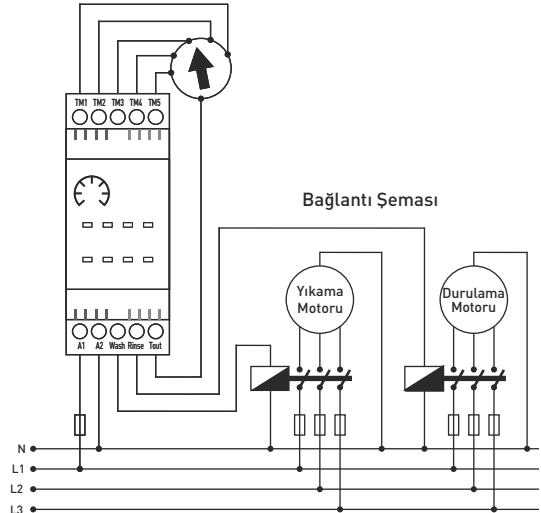 TM1 TM2 TM3 TM4 TM5
Bağlantı Şeması
Yıkama
Motoru
Durulama
Motoru
A1 A2 Wash Rinse Tout
N
L1
L2
L3